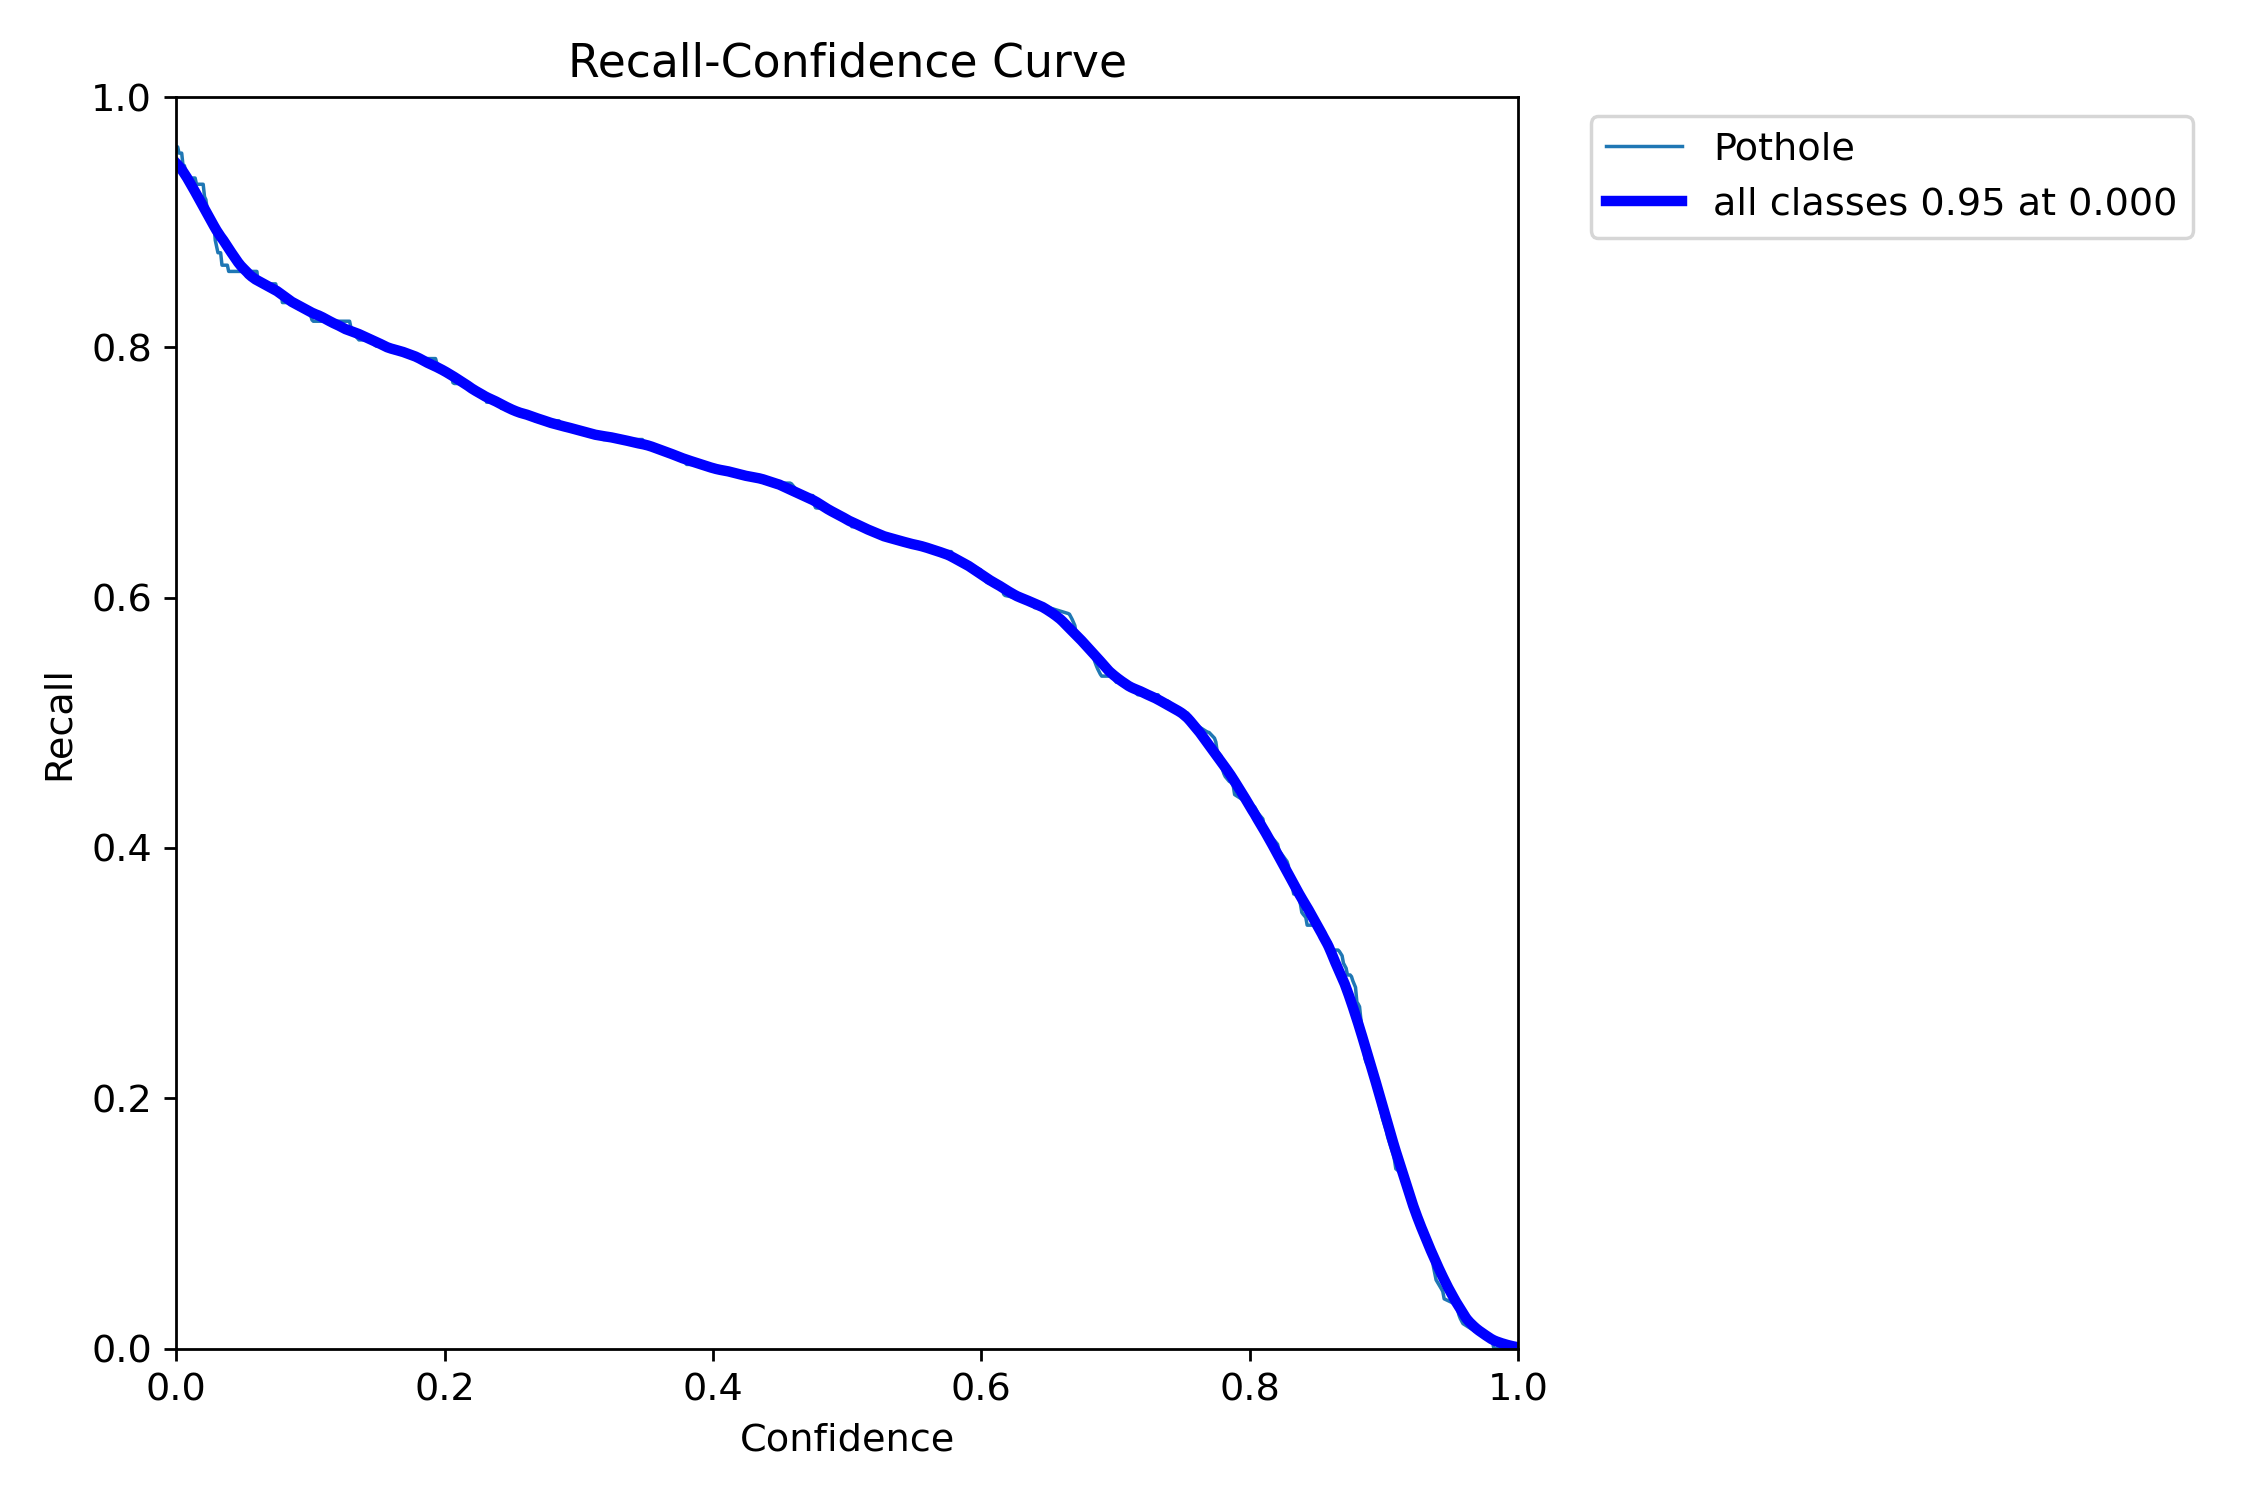 Recall-Confidence Curve
Pothole
all classes 0.95 at 0.000
1.0
0.8
0.6
0.4
0.2
0.0
Recall
0.0 0.2 0.4 0.6 0.8 1.0
Confidence